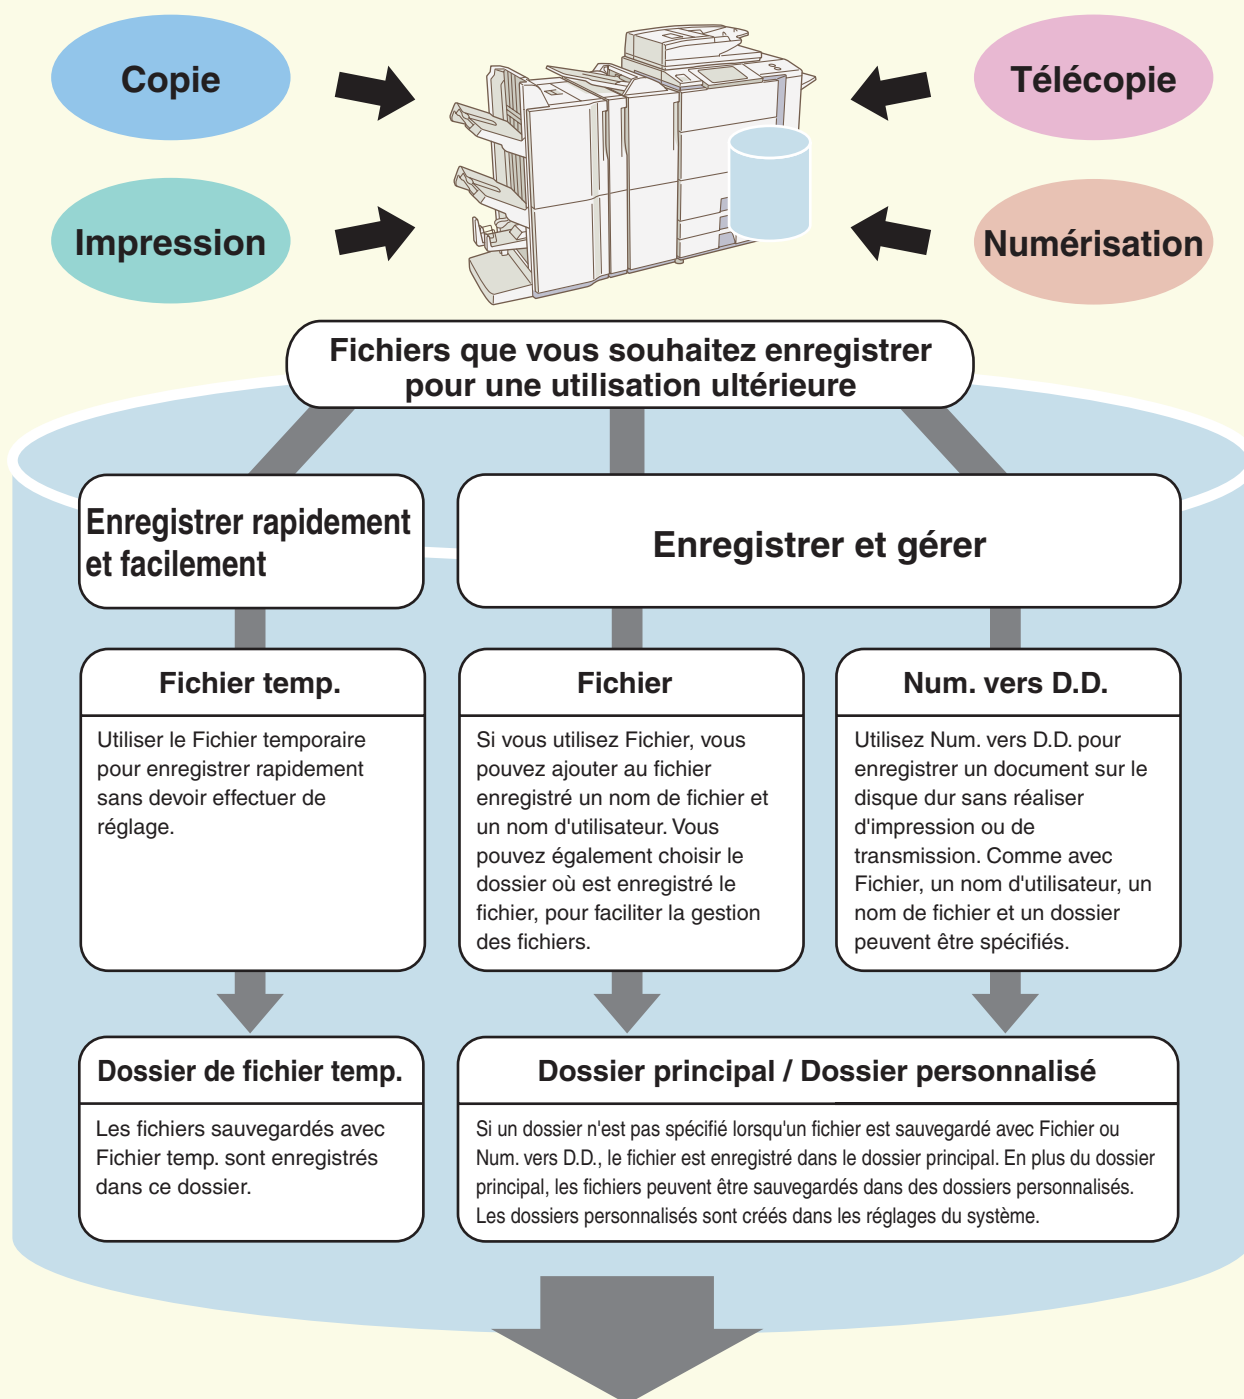 Copie
Télécopie
Impression
Numérisation
Fichiers que vous souhaitez enregistrer
pour une utilisation ultérieure
Enregistrer rapidement
et facilement
Enregistrer et gérer
Fichier temp.
Utiliser le Fichier temporaire
pour enregistrer rapidement
sans devoir effectuer de
réglage.
Fichier
Si vous utilisez Fichier, vous
pouvez ajouter au fichier
enregistré un nom de fichier et
un nom d'utilisateur. Vous
pouvez également choisir le
dossier où est enregistré le
fichier, pour faciliter la gestion
des fichiers.
Num. vers D.D.
Utilisez Num. vers D.D. pour
enregistrer un document sur le
disque dur sans réaliser
d'impression ou de
transmission. Comme avec
Fichier, un nom d'utilisateur, un
nom de fichier et un dossier
peuvent être spécifiés.
Dossier de fichier temp.
Les fichiers sauvegardés avec
Fichier temp. sont enregistrés
dans ce dossier.
Dossier principal / Dossier personnalisé
Si un dossier n'est pas spécifié lorsqu'un fichier est sauvegardé avec Fichier ou
Num. vers D.D., le fichier est enregistré dans le dossier principal. En plus du dossier
principal, les fichiers peuvent être sauvegardés dans des dossiers personnalisés.
Les dossiers personnalisés sont créés dans les réglages du système.